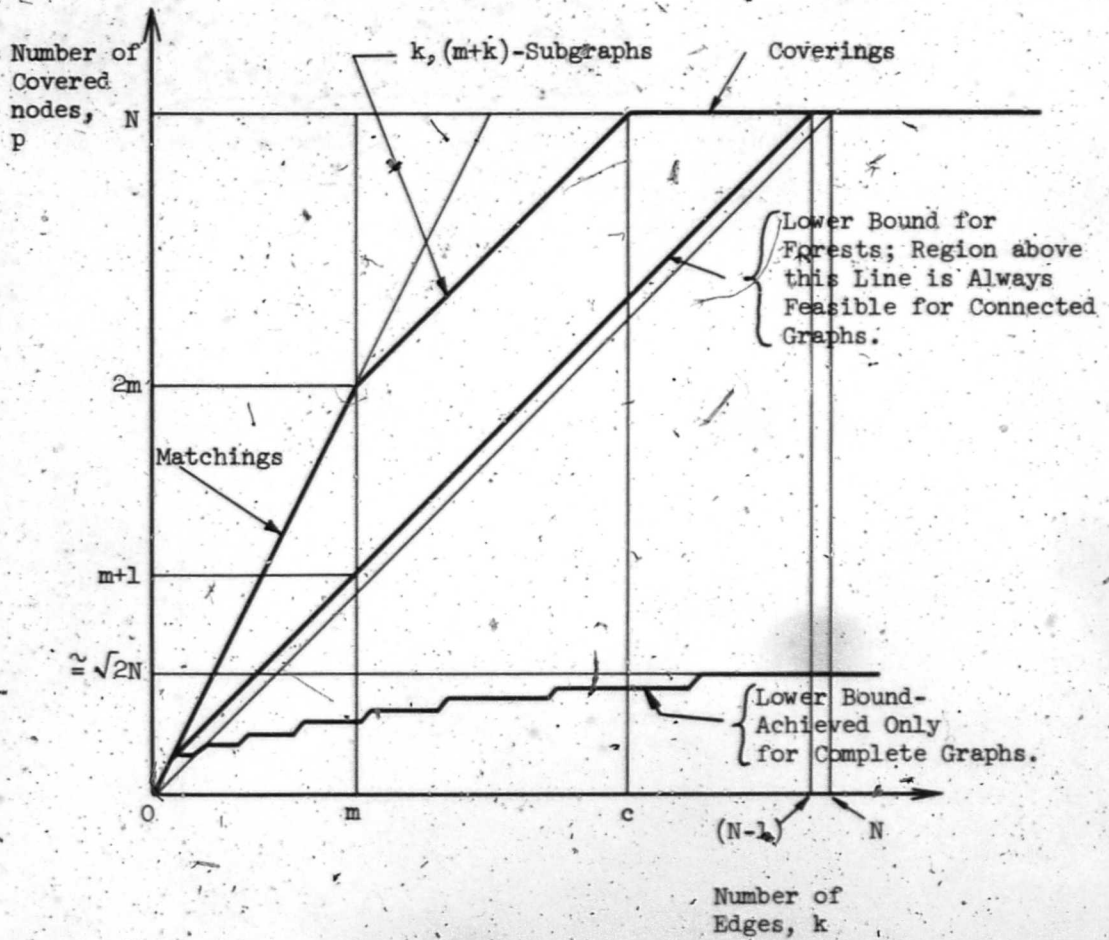 Number of
Covered
nodes,
p
k,(m+k)-Subgraphs
Coverings
N
Lower Bound for
Forests; Region above
this Line is Always
Feasible for Connected
Graphs.
2m
Matchings
m+1
≅ √2N
Lower Bound-
Achieved Only
for Complete Graphs.
0
m
c
(N-1)
N
Number of
Edges, k